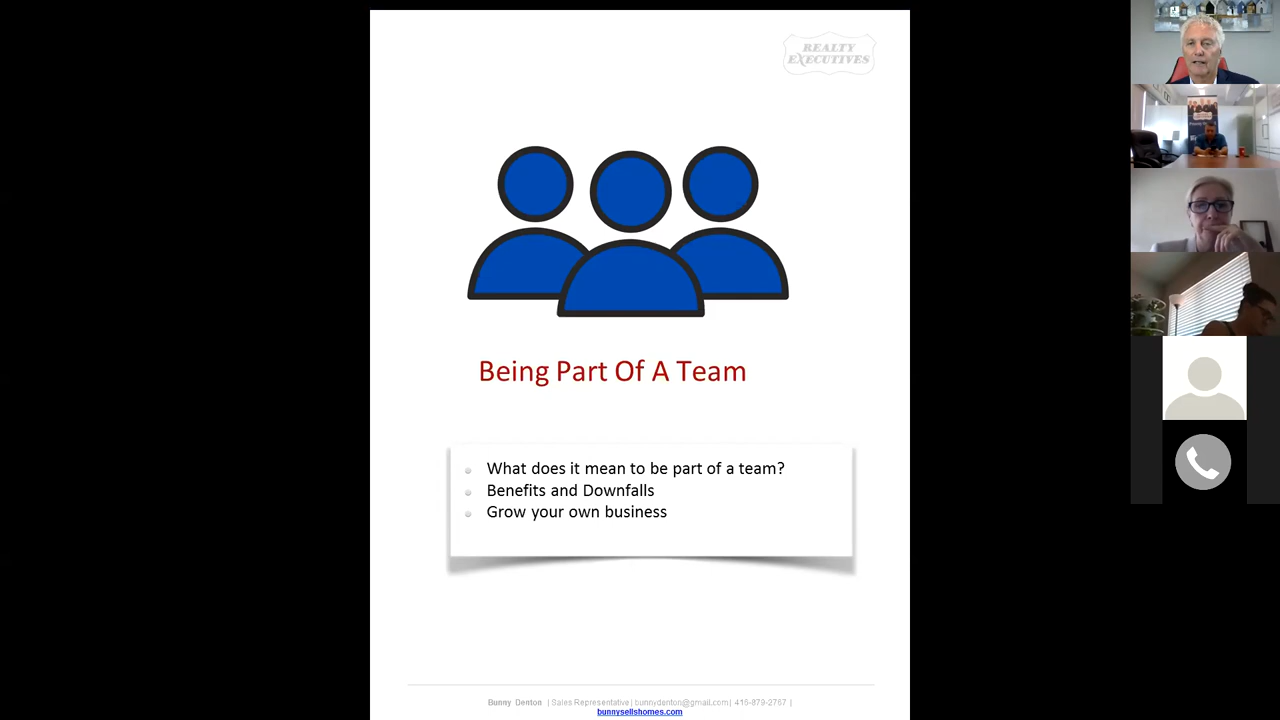 REALTY
EXECUTIVES
Being Part Of A Team
What does it mean to be part of a team?
Benefits and Downfalls
Grow your own business
Bunny Denton | Sales Representative| bunnydenton@gmail.com| 416-879-2767 |
bunnysellshomes.com